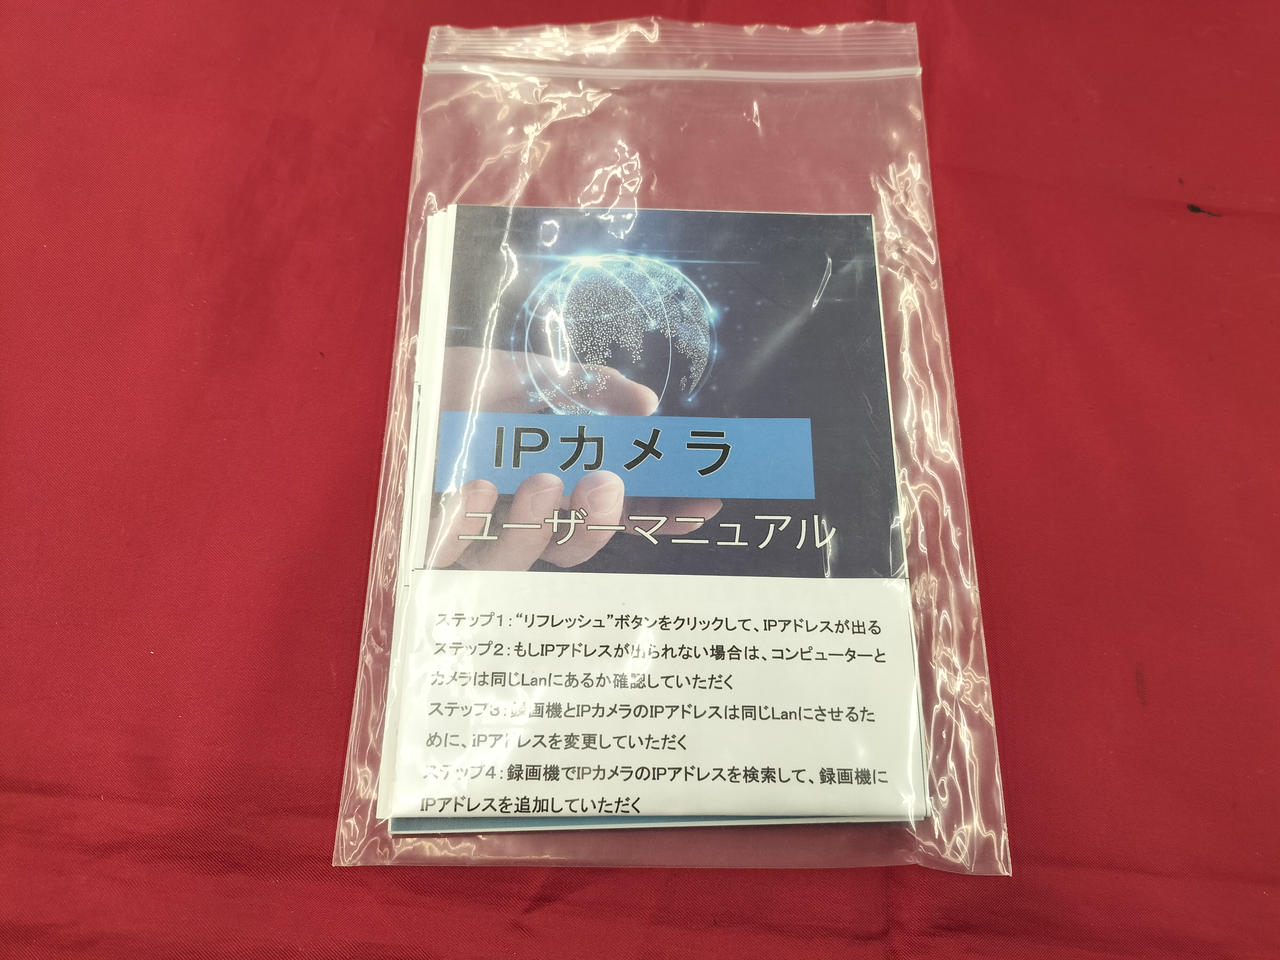 IPカメラ
ユーザーマニュアル
ステップ1:“リフレッシュ”ボタンをクリックして、IPアドレスが出る
ステップ2:もしIPアドレスが出られない場合は、コンピューターと
カメラは同じLanにあるか確認していただく
ステップ3:録画機とIPカメラのIPアドレスは同じLanにさせるた
めに、IPアドレスを変更していただく
ステップ4:録画機でIPカメラのIPアドレスを検索して、録画機に
IPアドレスを追加していただく